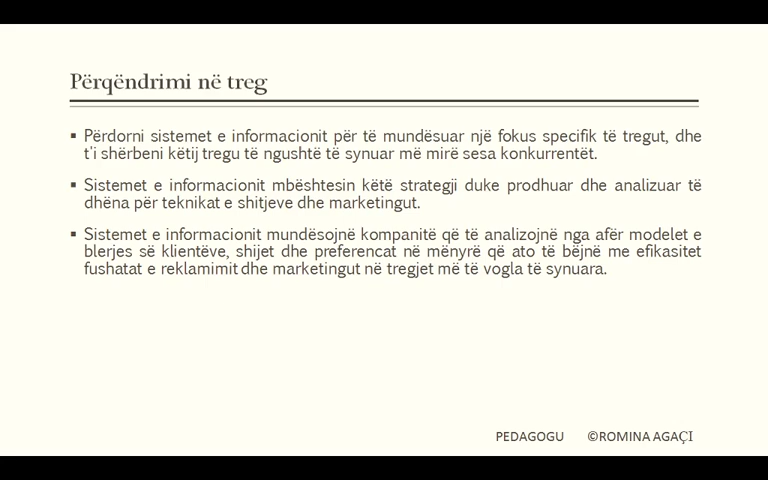 Përqëndrimi në treg
▪ Përdorni sistemet e informacionit për të mundësuar një fokus specifik të tregut, dhe
t'i shërbeni këtij tregu të ngushtë të synuar më mirë sesa konkurrentët.
▪ Sistemet e informacionit mbështesin këtë strategji duke prodhuar dhe analizuar të
dhëna për teknikat e shitjeve dhe marketingut.
▪ Sistemet e informacionit mundësojnë kompanitë që të analizojnë nga afër modelet e
blerjes së klientëve, shijet dhe preferencat në mënyrë që ato të bëjnë me efikasitet
fushatat e reklamimit dhe marketingut në tregjet më të vogla të synuara.
PEDAGOGU ©ROMINA AGAÇI